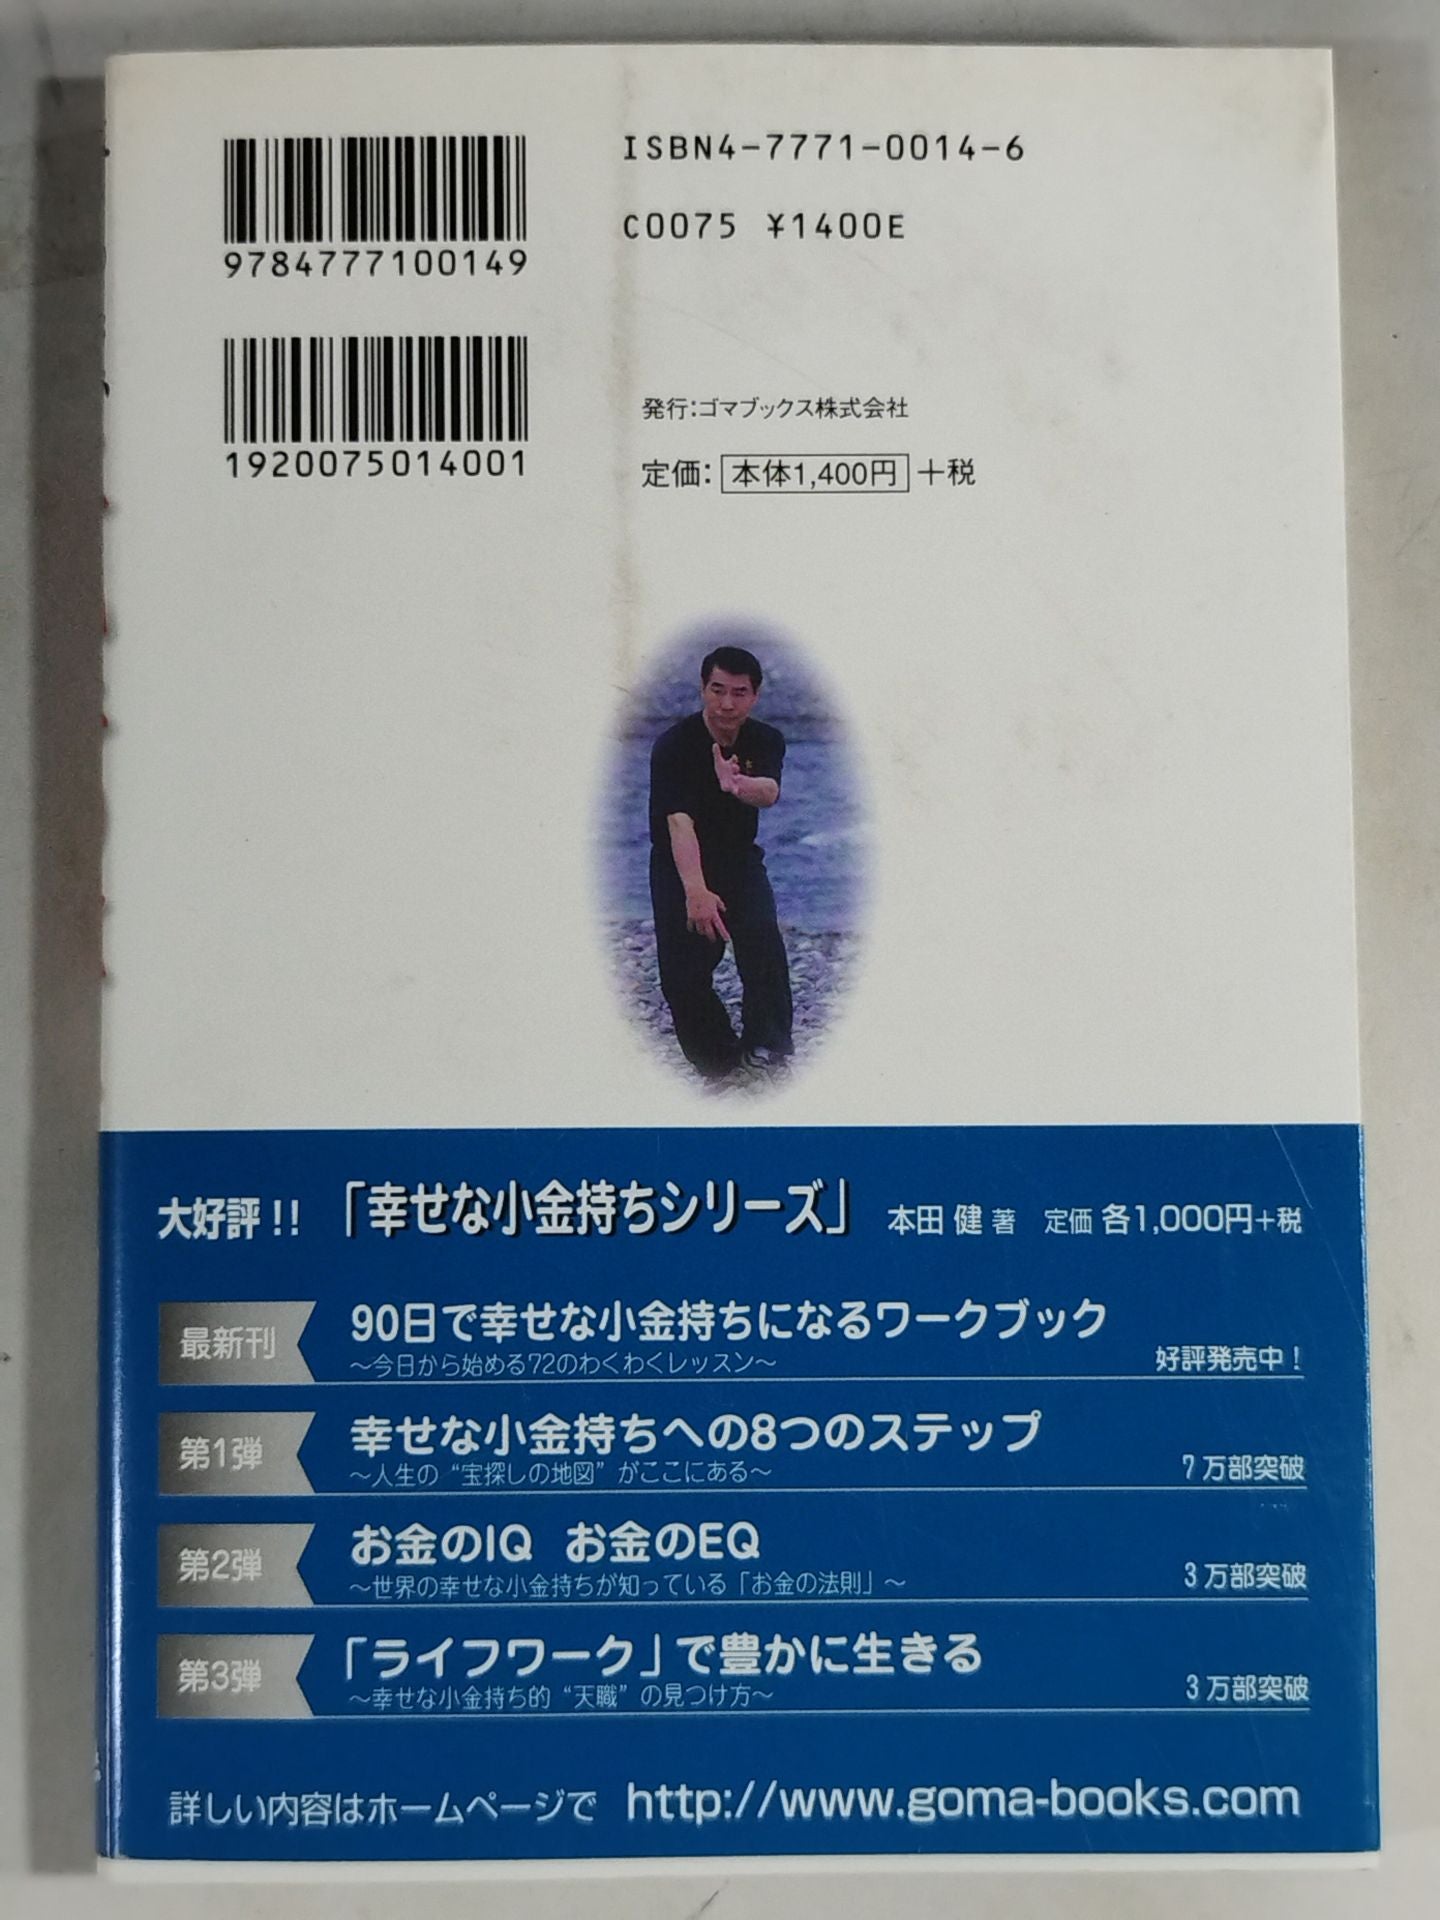 ISBN4-7771-0014-6
C0075 ¥1400E
9784777100149
1920075014001
発行:ゴマブックス株式会社
定価: 本体1,400円 +税
大好評!! 「幸せな小金持ちシリーズ」 本田 健 著 定価 各1,000円+税
最新刊 90日で幸せな小金持ちになるワークブック
〜今日から始める72のわくわくレッスン〜 好評発売中!
第1弾 幸せな小金持ちへの8つのステップ
〜人生の“宝探しの地図”がここにある〜 7万部突破
第2弾 お金のIQ お金のEQ
〜世界の幸せな小金持ちが知っている「お金の法則」〜 3万部突破
第3弾 「ライフワーク」で豊かに生きる
〜幸せな小金持ち的“天職”の見つけ方〜 3万部突破
詳しい内容はホームページで http://www.goma-books.com